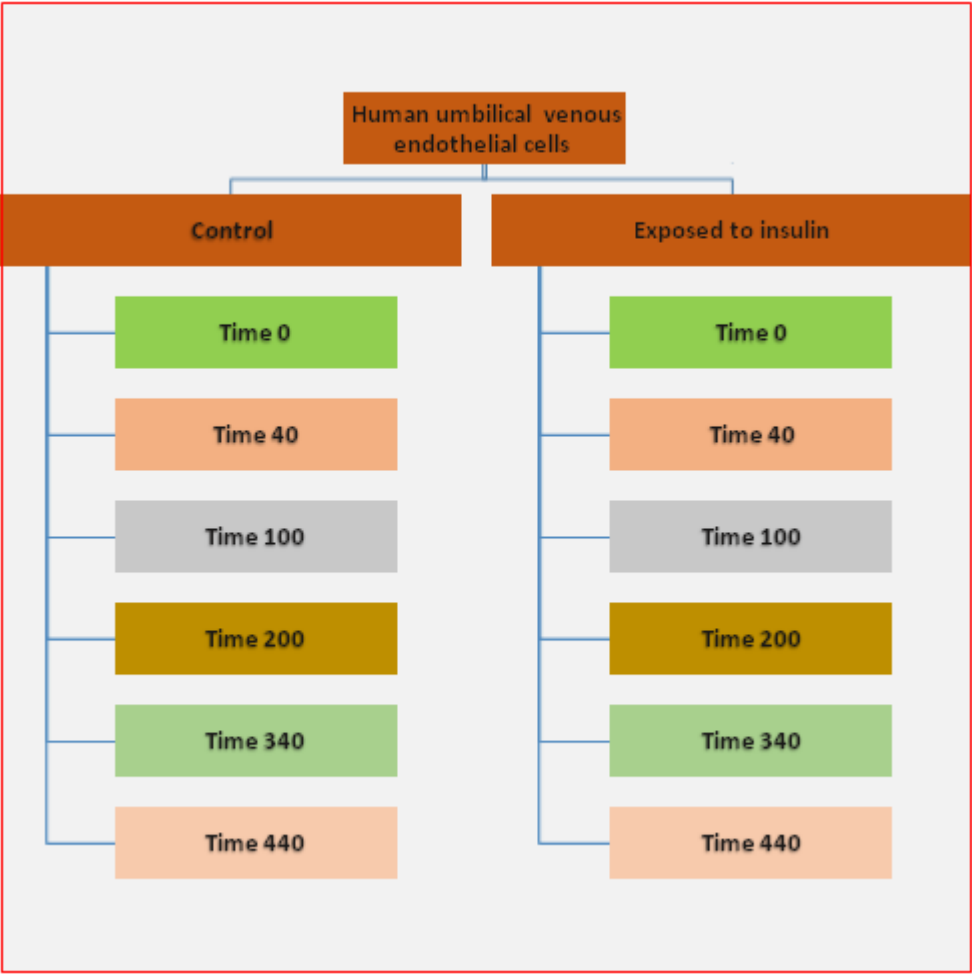 Human umbilical venous
endothelial cells
Control
Exposed to insulin
Time 0
Time 0
Time 40
Time 40
Time 100
Time 100
Time 200
Time 200
Time 340
Time 340
Time 440
Time 440